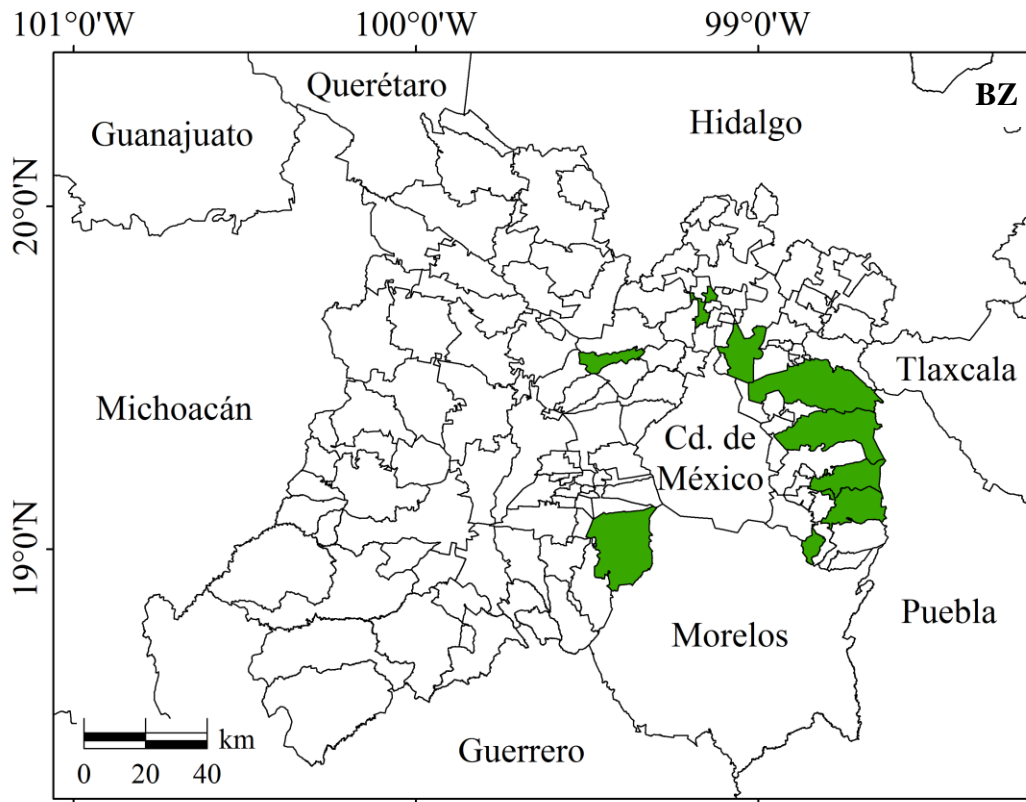 101°0'W 100°0'W 99°0'W
Querétaro
BZ
Guanajuato
Hidalgo
20°0'N
Tlaxcala
Michoacán
Cd. de
México
19°0'N
Puebla
Morelos
km
Guerrero
0 20 40